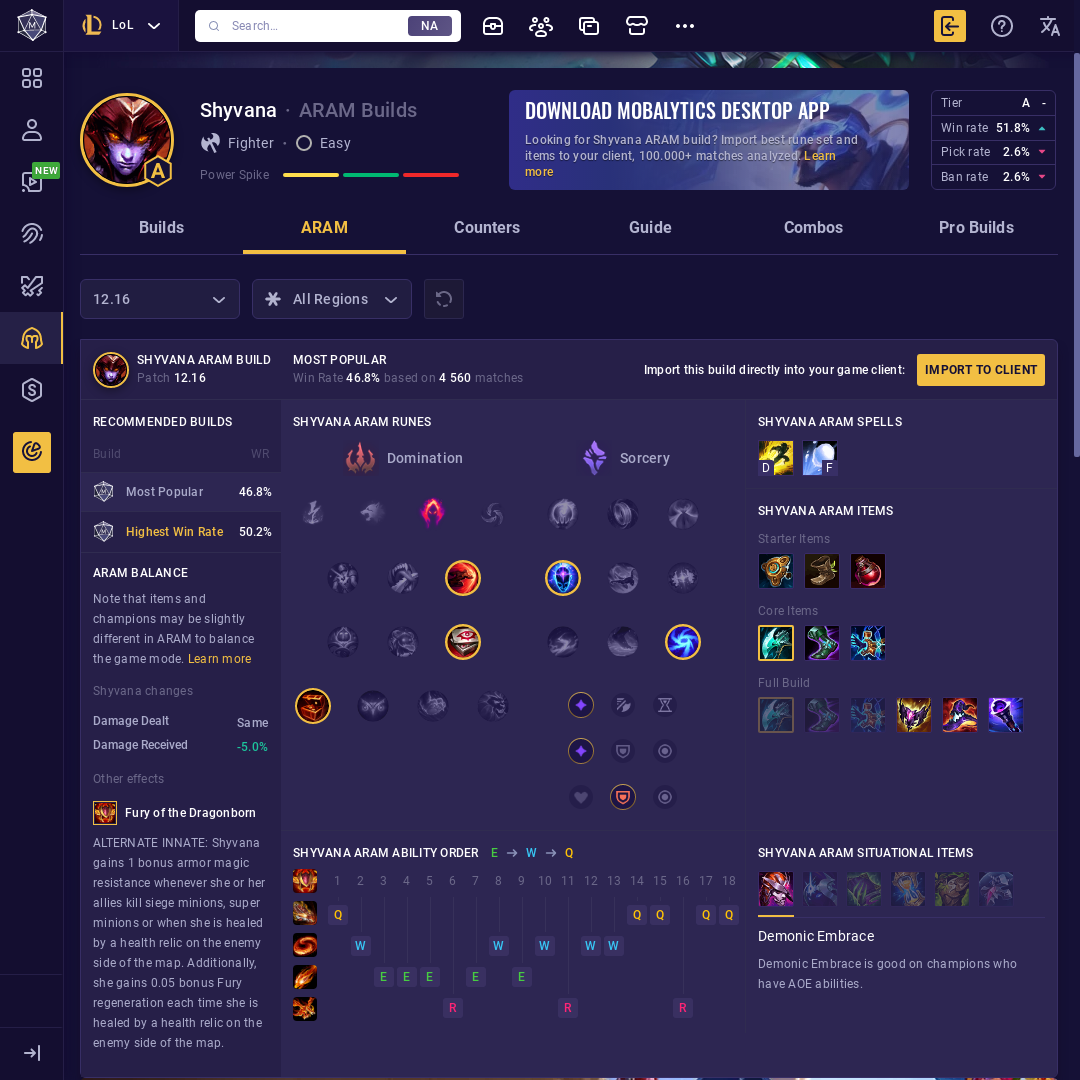 LoL
Search...
NA
NEW
Shyvana · ARAM Builds
Fighter · Easy
Power Spike
A
DOWNLOAD MOBALYTICS DESKTOP APP
Looking for Shyvana ARAM build? Import best rune set and
items to your client, 100.000+ matches analyzed. Learn
more
Tier A -
Win rate 51.8%
Pick rate 2.6%
Ban rate 2.6%
Builds
ARAM
Counters
Guide
Combos
Pro Builds
12.16
All Regions
SHYVANA ARAM BUILD
Patch 12.16
MOST POPULAR
Win Rate 46.8% based on 4 560 matches
Import this build directly into your game client:
IMPORT TO CLIENT
RECOMMENDED BUILDS
Build WR
Most Popular 46.8%
Highest Win Rate 50.2%
ARAM BALANCE
Note that items and
champions may be slightly
different in ARAM to balance
the game mode. Learn more
Shyvana changes
Damage Dealt Same
Damage Received -5.0%
Other effects
Fury of the Dragonborn
ALTERNATE INNATE: Shyvana
gains 1 bonus armor magic
resistance whenever she or her
allies kill siege minions, super
minions or when she is healed
by a health relic on the enemy
side of the map. Additionally,
she gains 0.05 bonus Fury
regeneration each time she is
healed by a health relic on the
enemy side of the map.
SHYVANA ARAM RUNES
Domination
Sorcery
SHYVANA ARAM ABILITY ORDER E → W → Q
1 2 3 4 5 6 7 8 9 10 11 12 13 14 15 16 17 18
Q Q Q Q Q
W W W W W
E E E E E
R R R
SHYVANA ARAM SPELLS
D F
SHYVANA ARAM ITEMS
Starter Items
Core Items
Full Build
SHYVANA ARAM SITUATIONAL ITEMS
Demonic Embrace
Demonic Embrace is good on champions who
have AOE abilities.